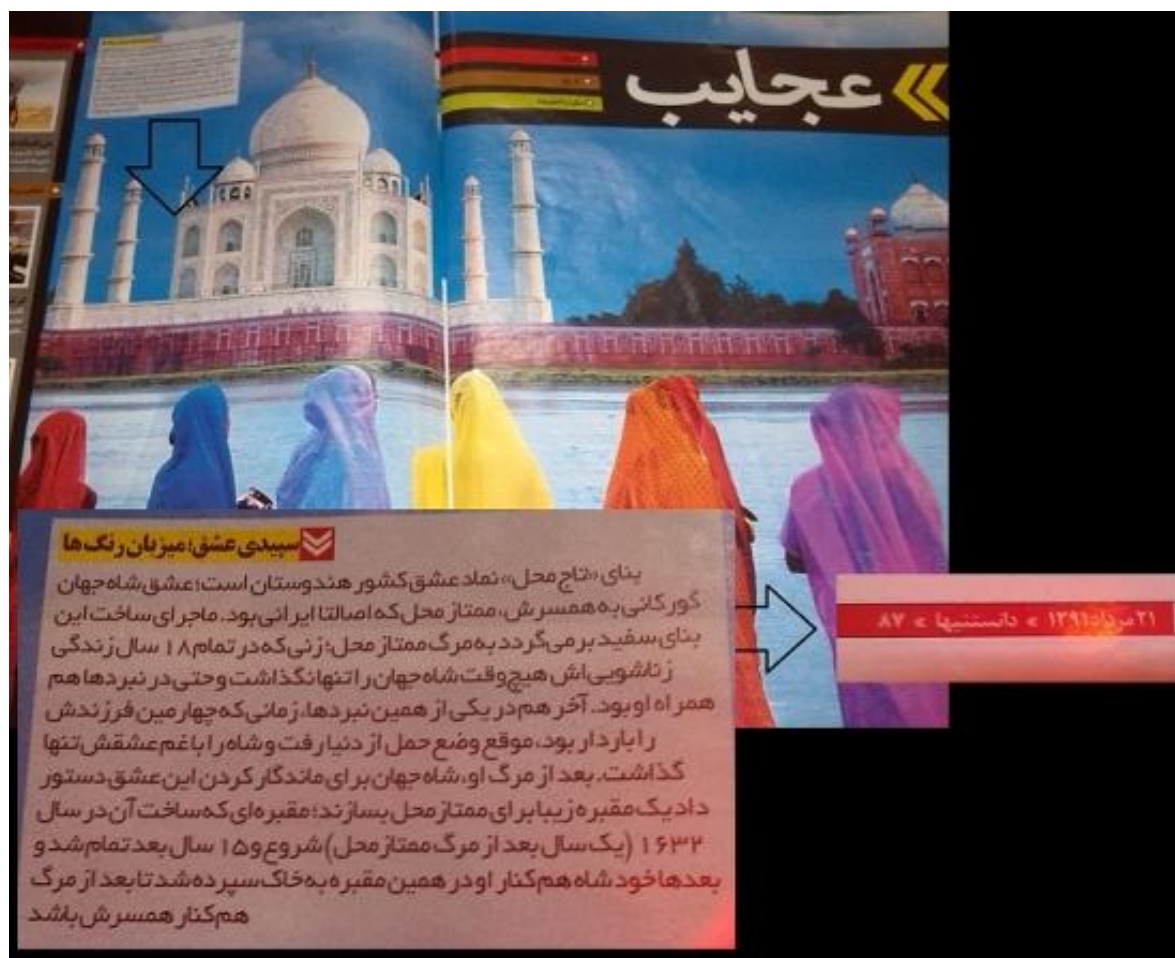 عجایب
سپیدی عشق؛ میزبان رنگ‌ها
بنای «تاج محل» نماد عشق کشور هندوستان است؛ عشق شاه جهان
گورکانی به همسرش، ممتاز محل که اصالتا ایرانی بود. ماجرای ساخت این
بنای سفید برمی‌گردد به مرگ ممتاز محل؛ زنی که در تمام ۱۸ سال زندگی
زناشویی‌اش هیچ‌وقت شاه جهان را تنها نگذاشت و حتی در نبردها هم
همراه او بود. آخر هم در یکی از همین نبردها، زمانی که چهارمین فرزندش
را باردار بود، موقع وضع حمل از دنیا رفت و شاه را با غم عشقش تنها
گذاشت. بعد از مرگ او، شاه جهان برای ماندگار کردن این عشق دستور
داد یک مقبره زیبا برای ممتاز محل بسازند؛ مقبره‌ای که ساخت آن در سال
۱۶۳۲ (یک سال بعد از مرگ ممتاز محل) شروع و ۱۵ سال بعد تمام شد و
بعدها خود شاه هم کنار او در همین مقبره به خاک سپرده شد تا بعد از مرگ
هم کنار همسرش باشد
۲۱ مرداد ۱۳۹۱ » دانستنیها » ۸۷